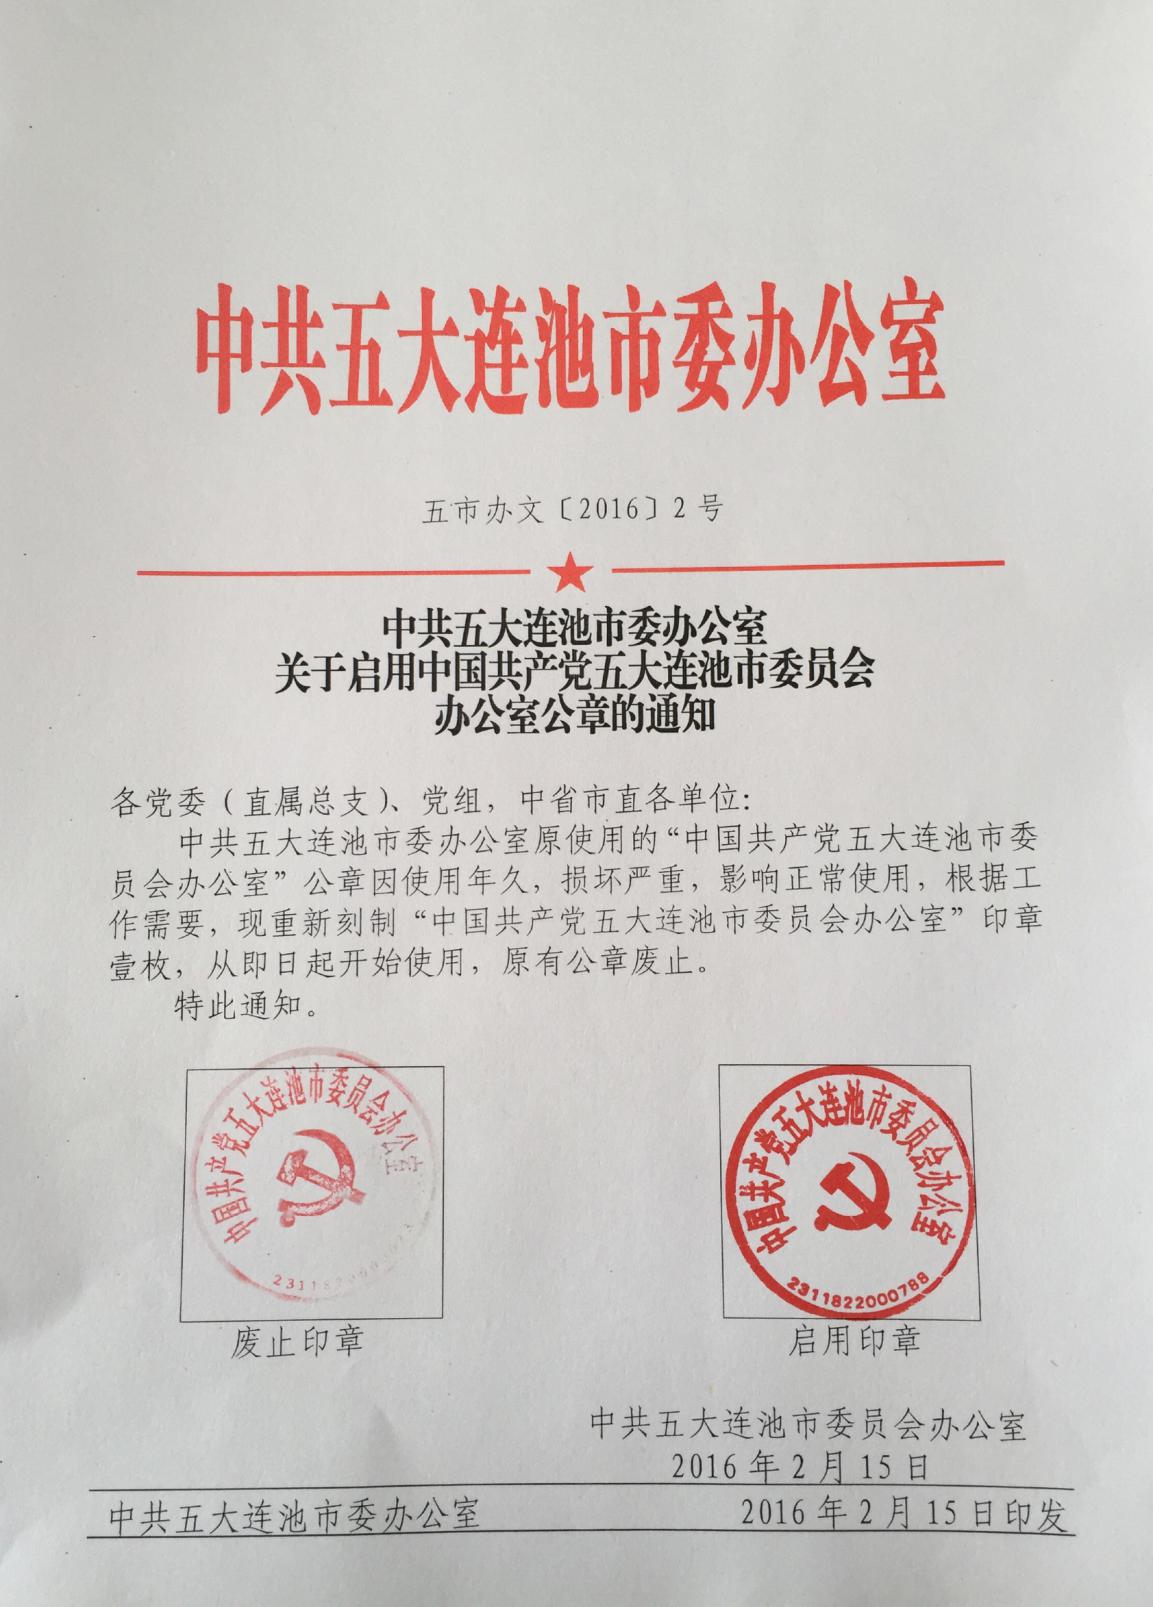 中共五大连池市委办公室
五市办文〔2016〕2号
中共五大连池市委办公室
关于启用中国共产党五大连池市委员会
办公室公章的通知
各党委（直属总支）、党组，中省市直各单位：
中共五大连池市委办公室原使用的“中国共产党五大连池市委
员会办公室”公章因使用年久，损坏严重，影响正常使用，根据工
作需要，现重新刻制“中国共产党五大连池市委员会办公室”印章
壹枚，从即日起开始使用，原有公章废止。
特此通知。
中国共产党五大连池市委员会办公室
中国共产党五大连池市委员会办公室
2311822000788
废止印章
启用印章
中共五大连池市委员会办公室
2016年2月15日
中共五大连池市委办公室 2016年2月15日印发